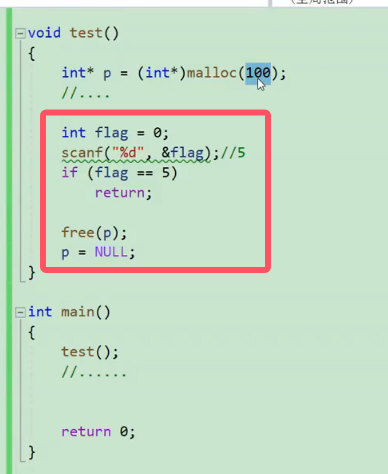 void test()
{
int* p = (int*)malloc(100);
//....
int flag = 0;
scanf("%d", &flag);//5
if (flag == 5)
return;
free(p);
p = NULL;
}
int main()
{
test();
//......
return 0;
}